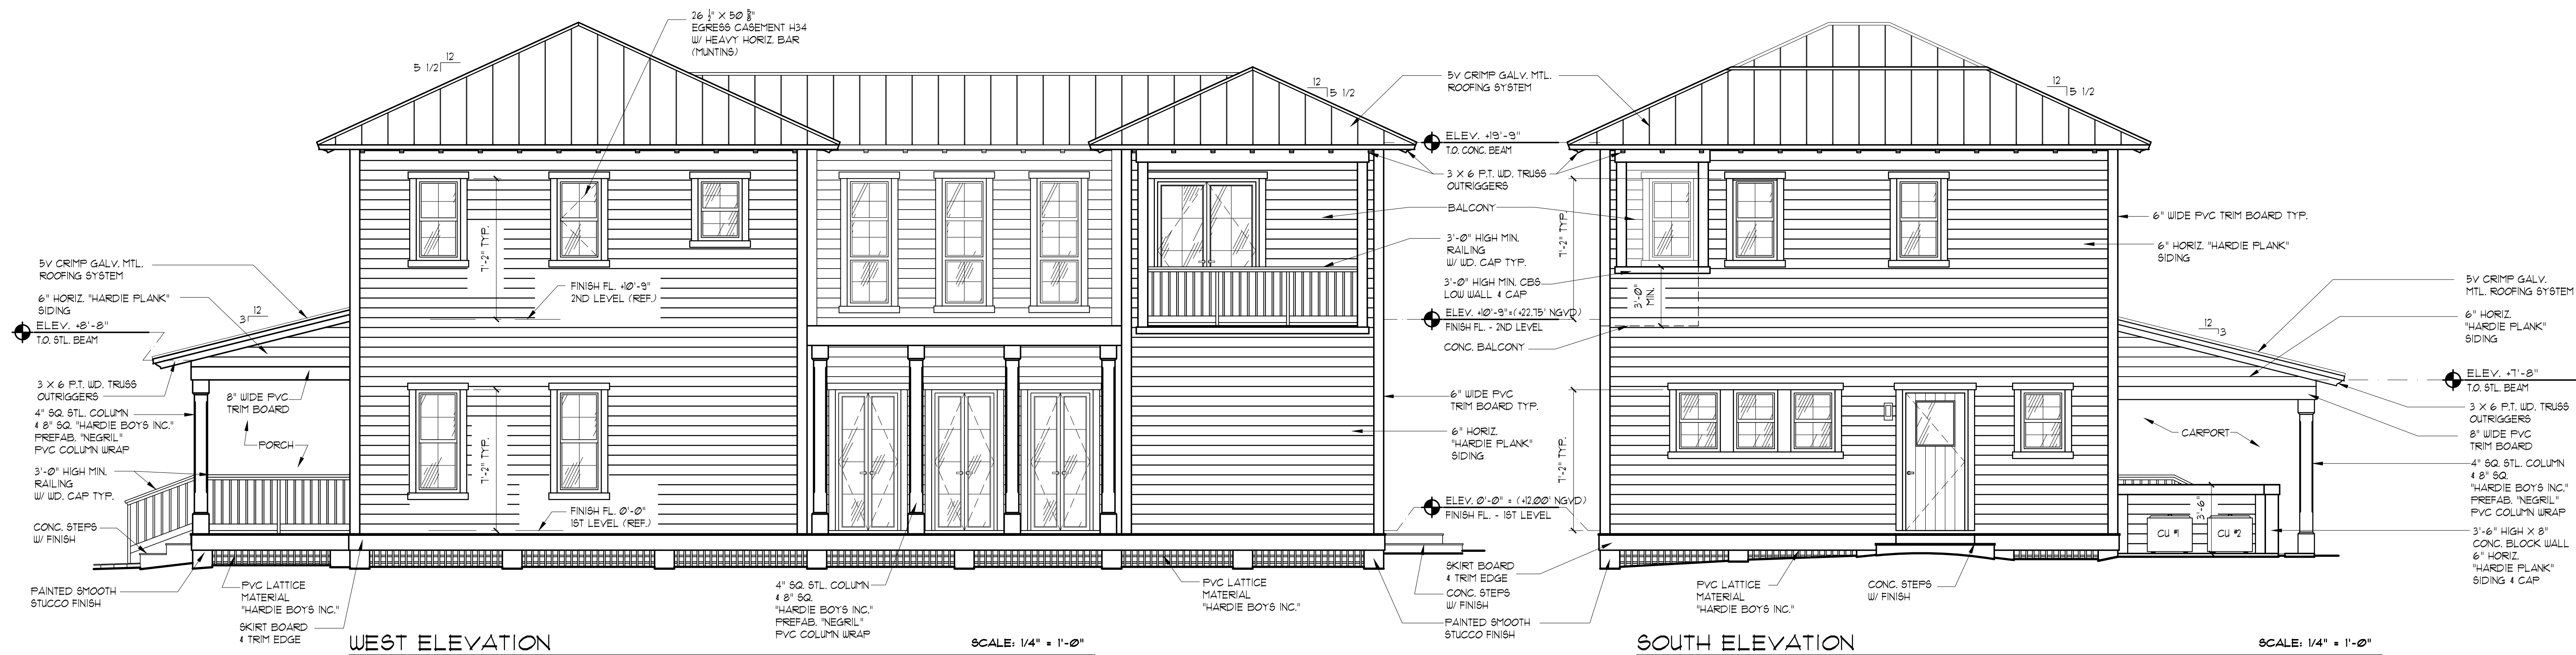 26 1/2" X 50 5/8"
EGRESS CASEMENT H34
W/ HEAVY HORIZ. BAR
(MUNTINS)
12
5 1/2
12
5 1/2
5V CRIMP GALV. MTL.
ROOFING SYSTEM
12
5 1/2
ELEV. +19'-9"
T.O. CONC. BEAM
3 X 6 P.T. WD. TRUSS
OUTRIGGERS
BALCONY
7'-2" TYP.
3'-0" HIGH MIN.
RAILING
W/ WD. CAP TYP.
7'-2" TYP.
6" WIDE PVC TRIM BOARD TYP.
6" HORIZ. "HARDIE PLANK"
SIDING
5V CRIMP GALV. MTL.
ROOFING SYSTEM
6" HORIZ. "HARDIE PLANK"
SIDING
ELEV. +8'-8"
T.O. STL. BEAM
12
3
FINISH FL. +10'-9"
2ND LEVEL (REF.)
3'-0" HIGH MIN. CBS
LOW WALL & CAP
3'-0"
MIN.
ELEV. +10'-9"=(+22.75' NGVD)
FINISH FL. - 2ND LEVEL
CONC. BALCONY
5V CRIMP GALV.
MTL. ROOFING SYSTEM
6" HORIZ.
"HARDIE PLANK"
SIDING
12
3
ELEV. +7'-8"
T.O. STL. BEAM
3 X 6 P.T. WD. TRUSS
OUTRIGGERS
4" SQ. STL. COLUMN
& 8" SQ. "HARDIE BOYS INC."
PREFAB. "NEGRIL"
PVC COLUMN WRAP
8" WIDE PVC
TRIM BOARD
PORCH
3'-0" HIGH MIN.
RAILING
W/ WD. CAP TYP.
CONC. STEPS
W/ FINISH
7'-2" TYP.
FINISH FL. 0'-0"
1ST LEVEL (REF.)
6" WIDE PVC
TRIM BOARD TYP.
6" HORIZ.
"HARDIE PLANK"
SIDING
7'-2" TYP.
ELEV. 0'-0" = (+12.00' NGVD)
FINISH FL. - 1ST LEVEL
3 X 6 P.T. WD. TRUSS
OUTRIGGERS
8" WIDE PVC
TRIM BOARD
CARPORT
4" SQ. STL. COLUMN
& 8" SQ.
"HARDIE BOYS INC."
PREFAB. "NEGRIL"
PVC COLUMN WRAP
3'-6"
CU #1
CU #2
3'-6" HIGH X 8"
CONC. BLOCK WALL
6" HORIZ.
"HARDIE PLANK"
SIDING & CAP
PAINTED SMOOTH
STUCCO FINISH
PVC LATTICE
MATERIAL
"HARDIE BOYS INC."
SKIRT BOARD
& TRIM EDGE
4" SQ. STL. COLUMN
& 8" SQ.
"HARDIE BOYS INC."
PREFAB. "NEGRIL"
PVC COLUMN WRAP
PVC LATTICE
MATERIAL
"HARDIE BOYS INC."
SKIRT BOARD
& TRIM EDGE
CONC. STEPS
W/ FINISH
PAINTED SMOOTH
STUCCO FINISH
PVC LATTICE
MATERIAL
"HARDIE BOYS INC."
CONC. STEPS
W/ FINISH
WEST ELEVATION
SCALE: 1/4" = 1'-0"
SOUTH ELEVATION
SCALE: 1/4" = 1'-0"